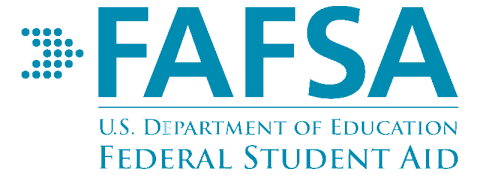 FAFSA
U.S. DEPARTMENT OF EDUCATION
FEDERAL STUDENT AID